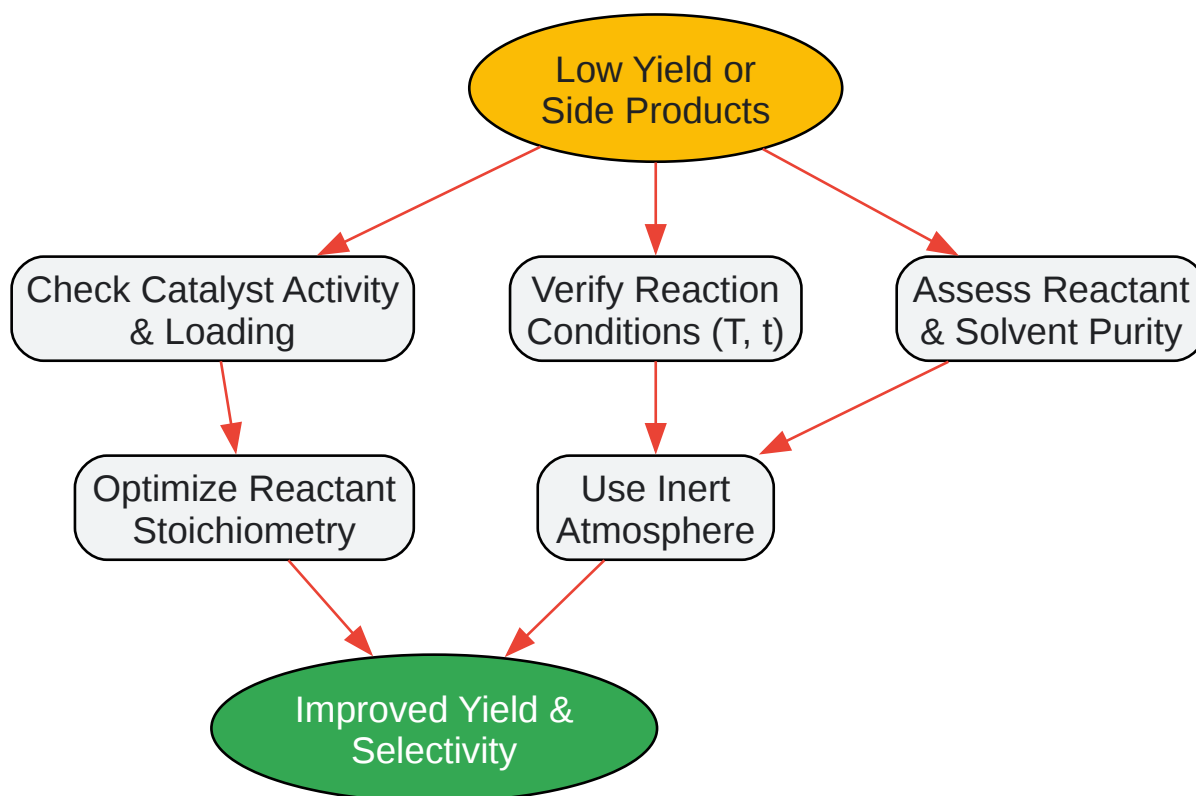 Low Yield or
Side Products
Check Catalyst Activity
& Loading
Verify Reaction
Conditions (T, t)
Assess Reactant
& Solvent Purity
Optimize Reactant
Stoichiometry
Use Inert
Atmosphere
Improved Yield &
Selectivity